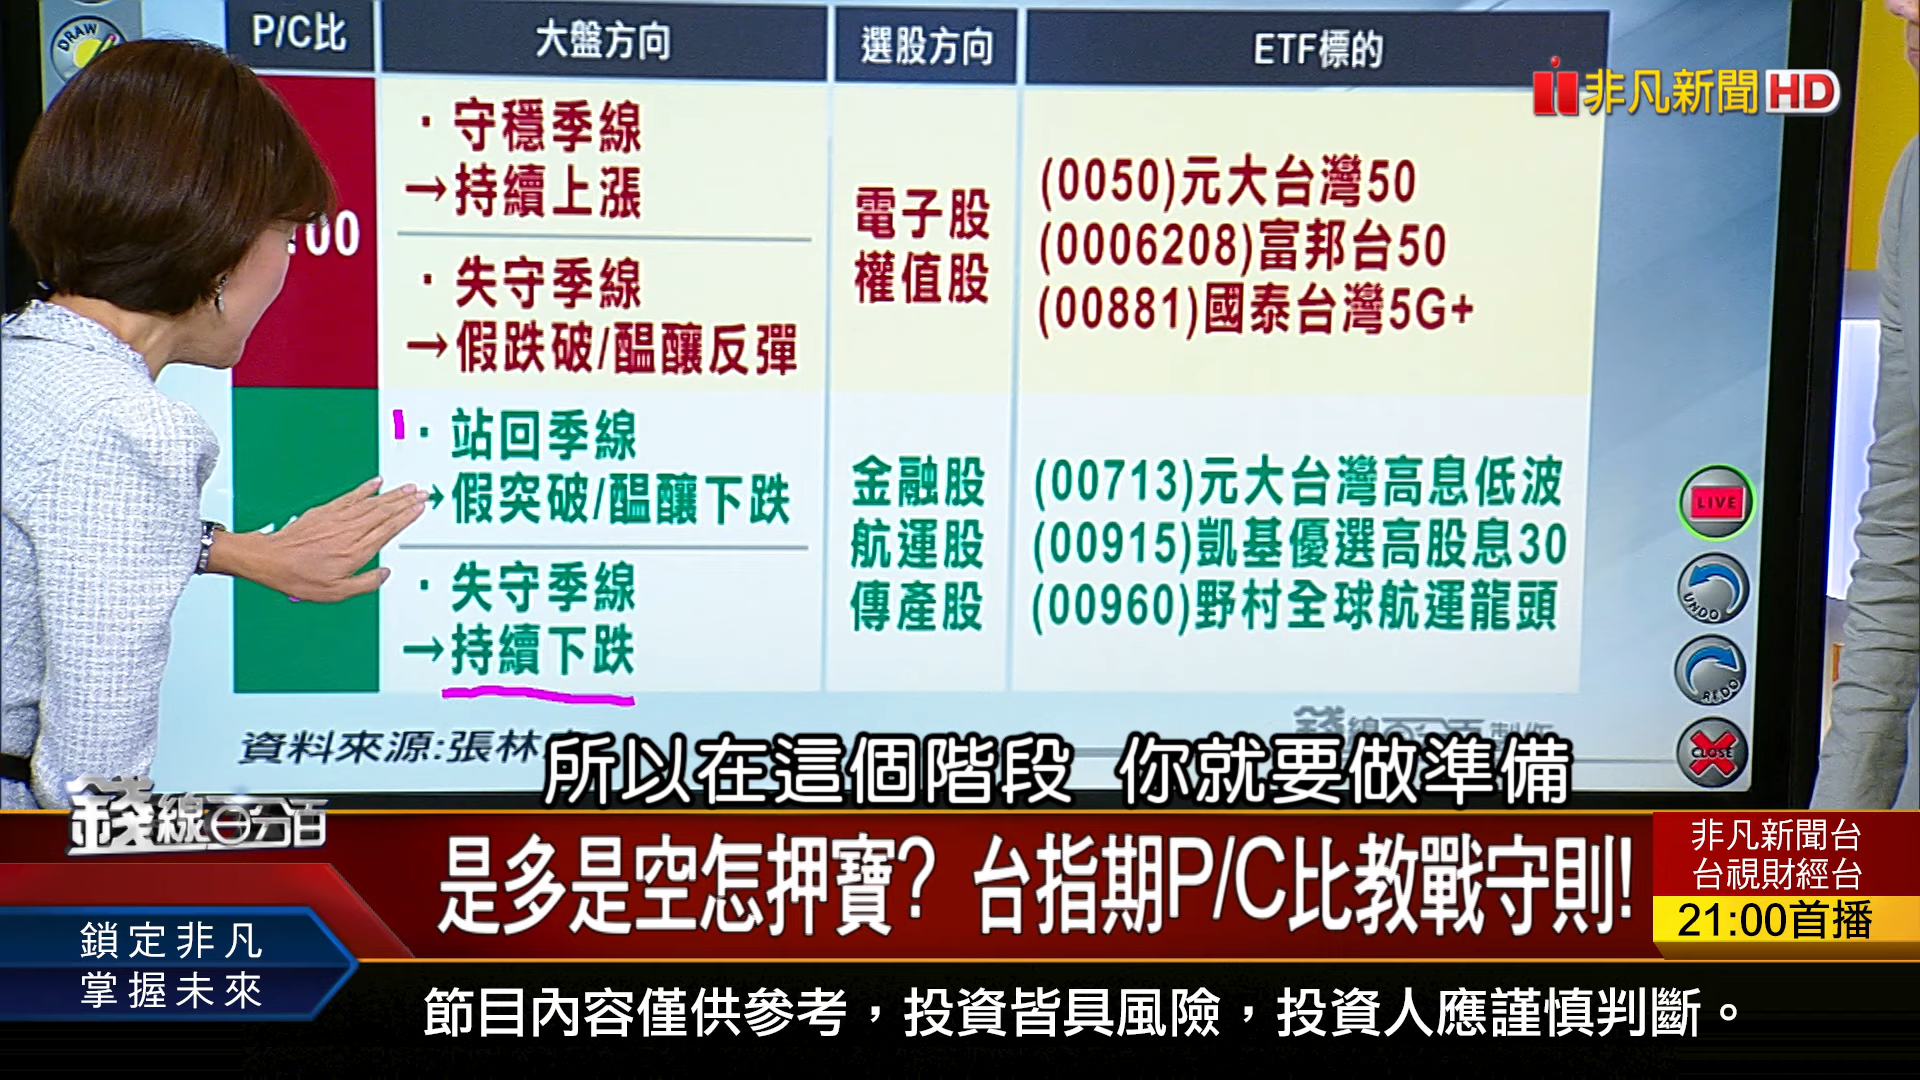 DRAW
P/C比
大盤方向
選股方向
ETF標的
非凡新聞HD
100
‧守穩季線
→持續上漲
‧失守季線
→假跌破/醞釀反彈
電子股
權值股
(0050)元大台灣50
(0006208)富邦台50
(00881)國泰台灣5G+
‧站回季線
→假突破/醞釀下跌
‧失守季線
→持續下跌
金融股
航運股
傳產股
(00713)元大台灣高息低波
(00915)凱基優選高股息30
(00960)野村全球航運龍頭
LIVE
UNDO
REDO
CLOSE
資料來源:張林
錢線百分百製作
所以在這個階段 你就要做準備
錢線百分百
是多是空怎押寶? 台指期P/C比教戰守則!
非凡新聞台
台視財經台
21:00首播
鎖定非凡
掌握未來
節目內容僅供參考，投資皆具風險，投資人應謹慎判斷。